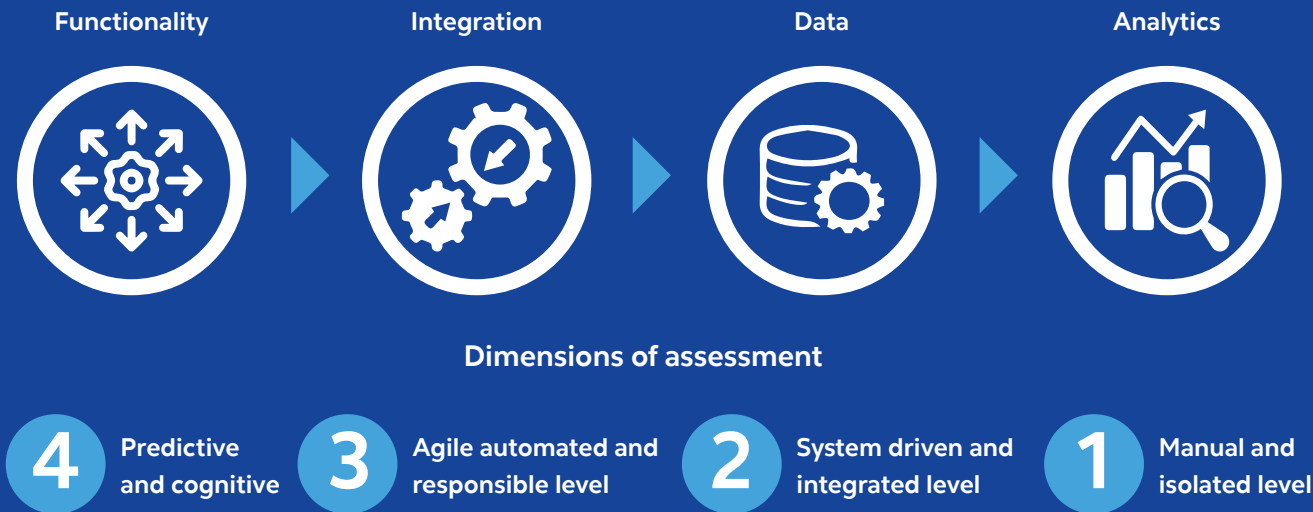 Functionality
Integration
Data
Analytics
Dimensions of assessment
4
Predictive
and cognitive
3
Agile automated and
responsible level
2
System driven and
integrated level
1
Manual and
isolated level